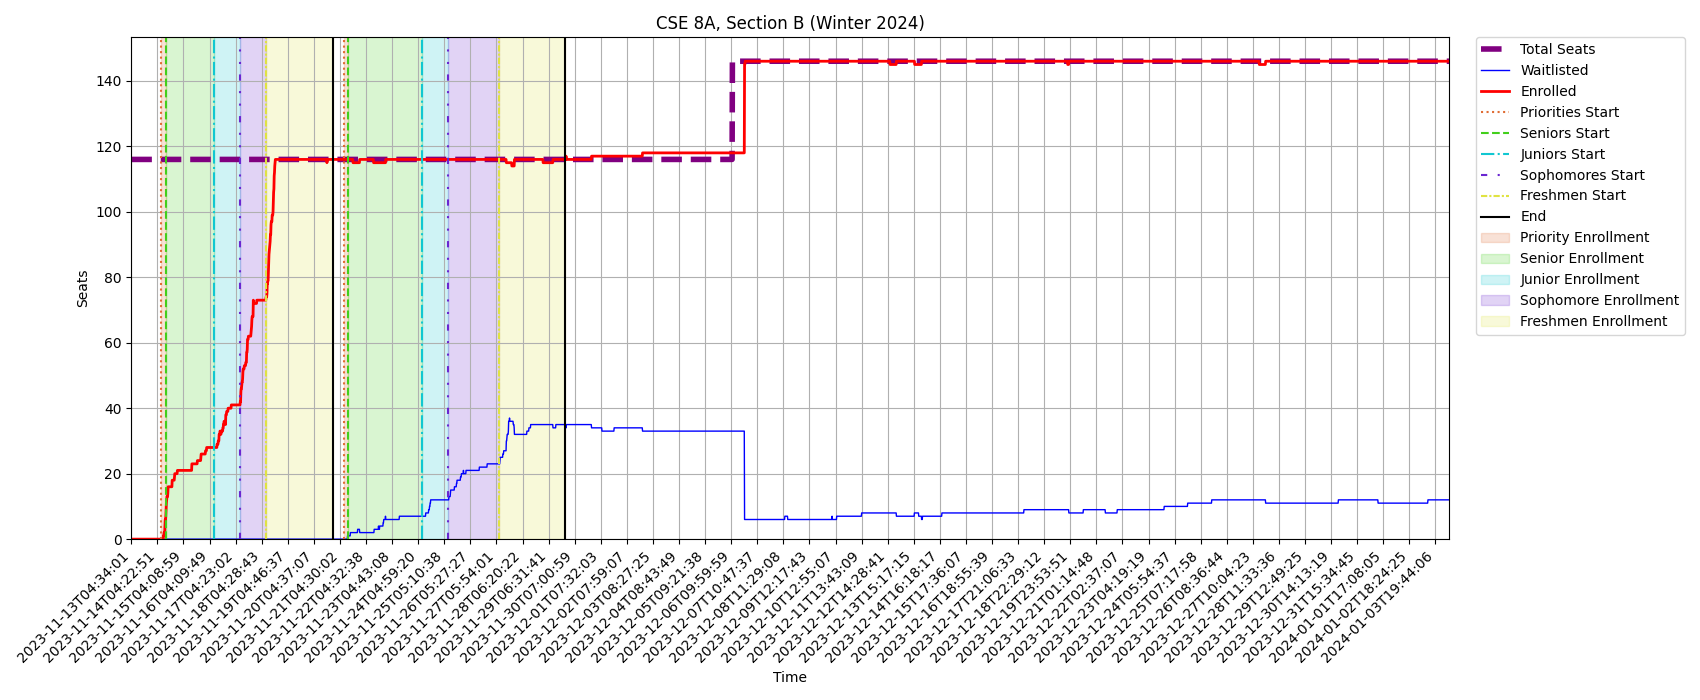 CSE 8A, Section B (Winter 2024)
Seats
140
120
100
80
60
40
20
0
2023-11-13T04:34:01
2023-11-14T04:22:51
2023-11-15T04:08:59
2023-11-16T04:09:49
2023-11-17T04:23:02
2023-11-18T04:28:43
2023-11-19T04:46:37
2023-11-20T04:37:07
2023-11-21T04:30:02
2023-11-22T04:32:38
2023-11-23T04:43:08
2023-11-24T04:59:20
2023-11-25T05:10:38
2023-11-26T05:27:27
2023-11-27T05:54:01
2023-11-28T06:20:22
2023-11-29T06:31:41
2023-11-30T07:00:59
2023-12-01T07:32:03
2023-12-02T07:59:07
2023-12-03T08:27:25
2023-12-04T08:43:49
2023-12-05T09:21:38
2023-12-06T09:59:59
2023-12-07T10:47:37
2023-12-08T11:29:08
2023-12-09T12:17:43
2023-12-10T12:55:07
2023-12-11T13:43:09
2023-12-12T14:28:41
2023-12-13T15:17:15
2023-12-14T16:18:17
2023-12-15T17:36:07
2023-12-16T18:55:39
2023-12-17T21:06:33
2023-12-18T22:29:12
2023-12-19T23:53:51
2023-12-21T01:14:48
2023-12-22T02:37:07
2023-12-23T04:19:19
2023-12-24T05:54:37
2023-12-25T07:17:58
2023-12-26T08:36:44
2023-12-27T10:04:23
2023-12-28T11:33:36
2023-12-29T12:49:25
2023-12-30T14:13:19
2023-12-31T15:34:45
2024-01-01T17:08:05
2024-01-02T18:24:25
2024-01-03T19:44:06
Time
Total Seats
Waitlisted
Enrolled
Priorities Start
Seniors Start
Juniors Start
Sophomores Start
Freshmen Start
End
Priority Enrollment
Senior Enrollment
Junior Enrollment
Sophomore Enrollment
Freshmen Enrollment